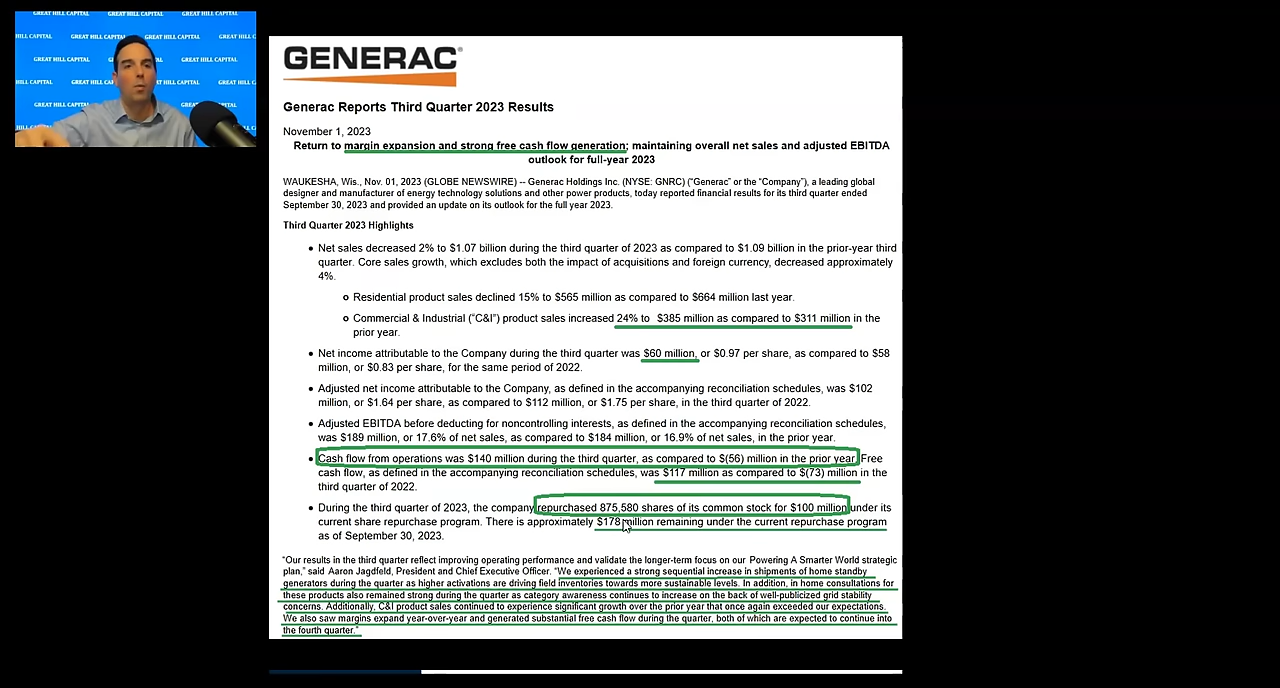 GREAT HILL CAPITAL GREAT HILL CAPITAL GREAT HILL
HILL CAPITAL GREAT HILL CAPITAL GREAT H
GREAT HILL CAPITAL HILL CAPITAL
HILL CAPITAL GREAT HILL CAPITAL GREAT H
GREAT HILL CAPITAL
GENERAC®
Generac Reports Third Quarter 2023 Results
November 1, 2023
Return to margin expansion and strong free cash flow generation; maintaining overall net sales and adjusted EBITDA
outlook for full-year 2023
WAUKESHA, Wis., Nov. 01, 2023 (GLOBE NEWSWIRE) -- Generac Holdings Inc. (NYSE: GNRC) ("Generac" or the "Company"), a leading global
designer and manufacturer of energy technology solutions and other power products, today reported financial results for its third quarter ended
September 30, 2023 and provided an update on its outlook for the full year 2023.
Third Quarter 2023 Highlights
• Net sales decreased 2% to $1.07 billion during the third quarter of 2023 as compared to $1.09 billion in the prior-year third
quarter. Core sales growth, which excludes both the impact of acquisitions and foreign currency, decreased approximately
4%.
o Residential product sales declined 15% to $565 million as compared to $664 million last year.
o Commercial & Industrial ("C&I") product sales increased 24% to $385 million as compared to $311 million in the
prior year.
• Net income attributable to the Company during the third quarter was $60 million, or $0.97 per share, as compared to $58
million, or $0.83 per share, for the same period of 2022.
• Adjusted net income attributable to the Company, as defined in the accompanying reconciliation schedules, was $102
million, or $1.64 per share, as compared to $112 million, or $1.75 per share, in the third quarter of 2022.
• Adjusted EBITDA before deducting for noncontrolling interests, as defined in the accompanying reconciliation schedules,
was $189 million, or 17.6% of net sales, as compared to $184 million, or 16.9% of net sales, in the prior year.
• Cash flow from operations was $140 million during the third quarter, as compared to $(56) million in the prior year. Free
cash flow, as defined in the accompanying reconciliation schedules, was $117 million as compared to $(73) million in the
third quarter of 2022.
• During the third quarter of 2023, the company repurchased 875,580 shares of its common stock for $100 million under its
current share repurchase program. There is approximately $178 million remaining under the current repurchase program
as of September 30, 2023.
"Our results in the third quarter reflect improving operating performance and validate the longer-term focus on our Powering A Smarter World strategic
plan," said Aaron Jagdfeld, President and Chief Executive Officer. "We experienced a strong sequential increase in shipments of home standby
generators during the quarter as higher activations are driving field inventories towards more sustainable levels. In addition, in home consultations for
these products also remained strong during the quarter as category awareness continues to increase on the back of well-publicized grid stability
concerns. Additionally, C&I product sales continued to experience significant growth over the prior year that once again exceeded our expectations.
We also saw margins expand year-over-year and generated substantial free cash flow during the quarter, both of which are expected to continue into
the fourth quarter."